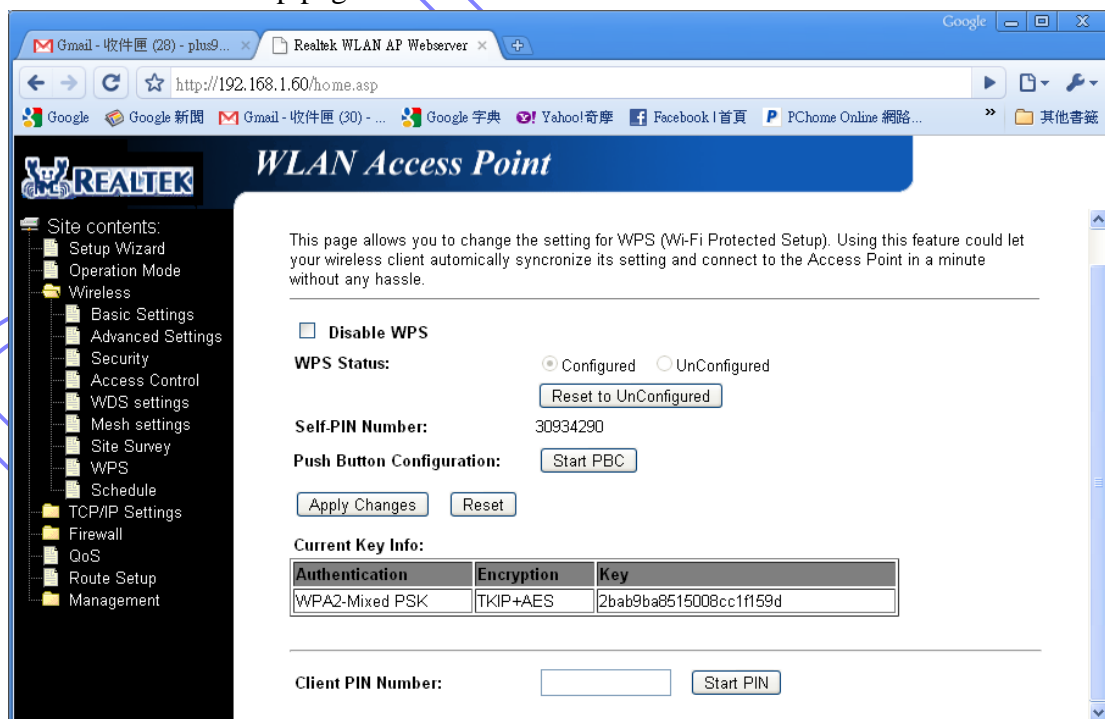 Google
Gmail - 收件匣 (28) - plus9...
Realtek WLAN AP Webserver
http://192.168.1.60/home.asp
Google
Google 新聞
Gmail - 收件匣 (30) - ...
Google 字典
Yahoo!奇摩
Facebook | 首頁
PChome Online 網路...
»
其他書籤
REALTEK
WLAN Access Point
Site contents:
Setup Wizard
Operation Mode
Wireless
Basic Settings
Advanced Settings
Security
Access Control
WDS settings
Mesh settings
Site Survey
WPS
Schedule
TCP/IP Settings
Firewall
QoS
Route Setup
Management
This page allows you to change the setting for WPS (Wi-Fi Protected Setup). Using this feature could let
your wireless client automically syncronize its setting and connect to the Access Point in a minute
without any hassle.
Disable WPS
WPS Status: Configured UnConfigured
Reset to UnConfigured
Self-PIN Number: 30934290
Push Button Configuration: Start PBC
Apply Changes Reset
Current Key Info:
Authentication Encryption Key
WPA2-Mixed PSK TKIP+AES 2bab9ba8515008cc1f159d
Client PIN Number: Start PIN